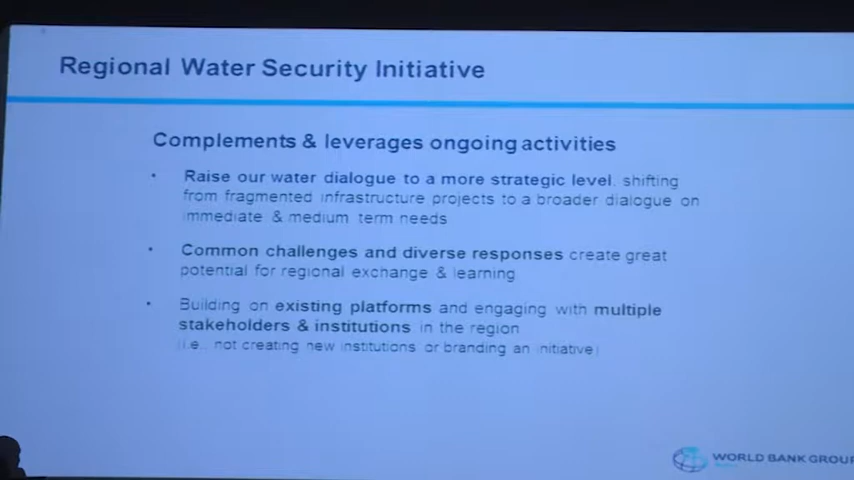 Regional Water Security Initiative
Complements & leverages ongoing activities
• Raise our water dialogue to a more strategic level, shifting
from fragmented infrastructure projects to a broader dialogue on
immediate & medium term needs
• Common challenges and diverse responses create great
potential for regional exchange & learning
• Building on existing platforms and engaging with multiple
stakeholders & institutions in the region
(i.e., not creating new institutions or branding an initiative)
WORLD BANK GROUP